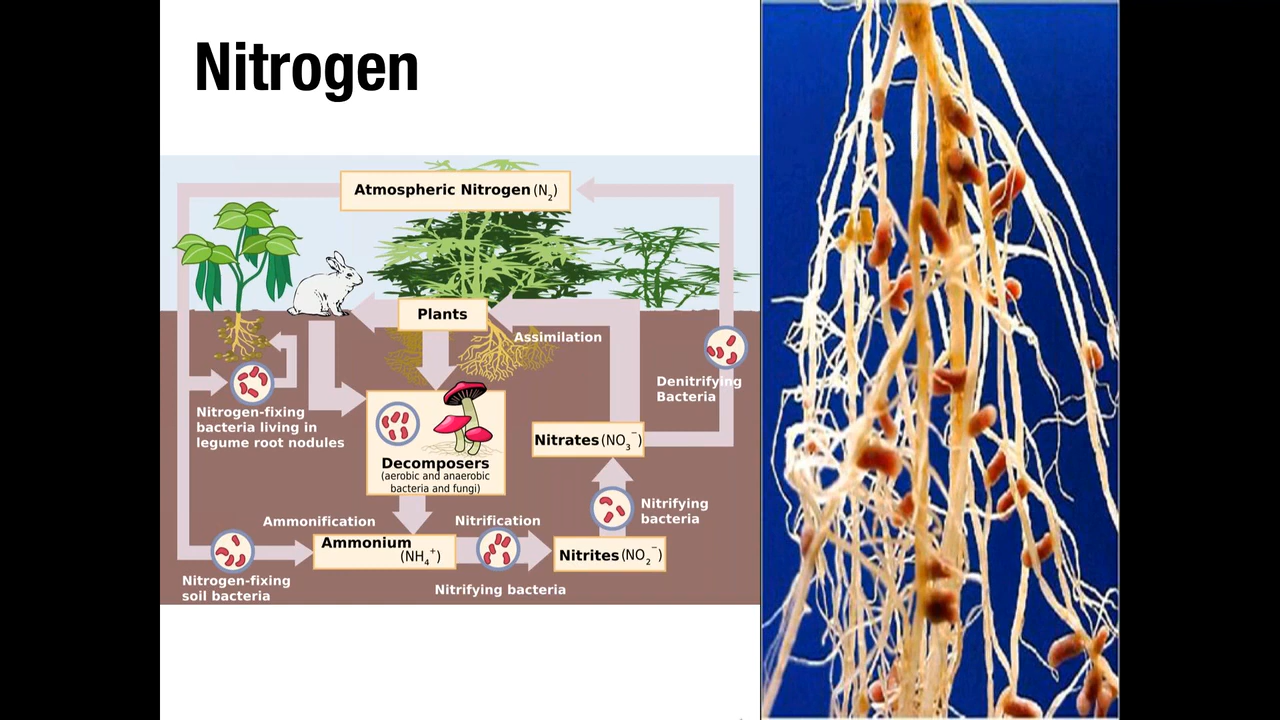 Nitrogen
Atmospheric Nitrogen (N2)
Plants
Assimilation
Denitrifying
Bacteria
Nitrogen-fixing
bacteria living in
legume root nodules
Nitrates (NO3−)
Decomposers
(aerobic and anaerobic
bacteria and fungi)
Nitrifying
bacteria
Ammonification
Nitrification
Ammonium
(NH4+)
Nitrites (NO2−)
Nitrogen-fixing
soil bacteria
Nitrifying bacteria